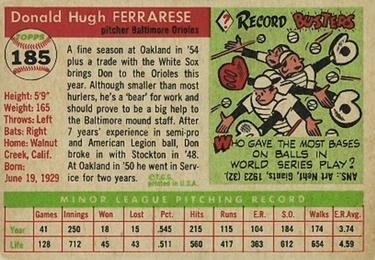 Donald Hugh FERRARESE
pitcher Baltimore Orioles
TOPPS
185
Height: 5'9"
Weight: 165
Throws: Left
Bats: Right
Home: Walnut
Creek, Calif.
Born:
June 19, 1929
A fine season at Oakland in '54
plus a trade with the White Sox
brings Don to the Orioles this
year. Although smaller than most
hurlers, he's a 'bear' for work and
should prove to be a big help to
the Baltimore mound staff. After
7 years experience in semi-pro
and American Legion ball, Don
broke in with Stockton in '48.
At Oakland in '50 he went in Ser-
vice for two years.
©T.C.G.
printed in U.S.A.
? RECORD BUSTERS
WHO GAVE THE MOST BASES
ON BALLS IN
WORLD SERIES PLAY?
ANS. Art Nehf, Giants, 1922 (32).
MINOR LEAGUE PITCHING RECORD
Games Innings Won Lost Pct. Hits Runs E.R. S.O. Walks E.R.Avg.
Year 41 250 18 15 .545 215 115 104 184 174 3.74
Life 128 712 45 43 .511 560 417 363 562 654 4.59